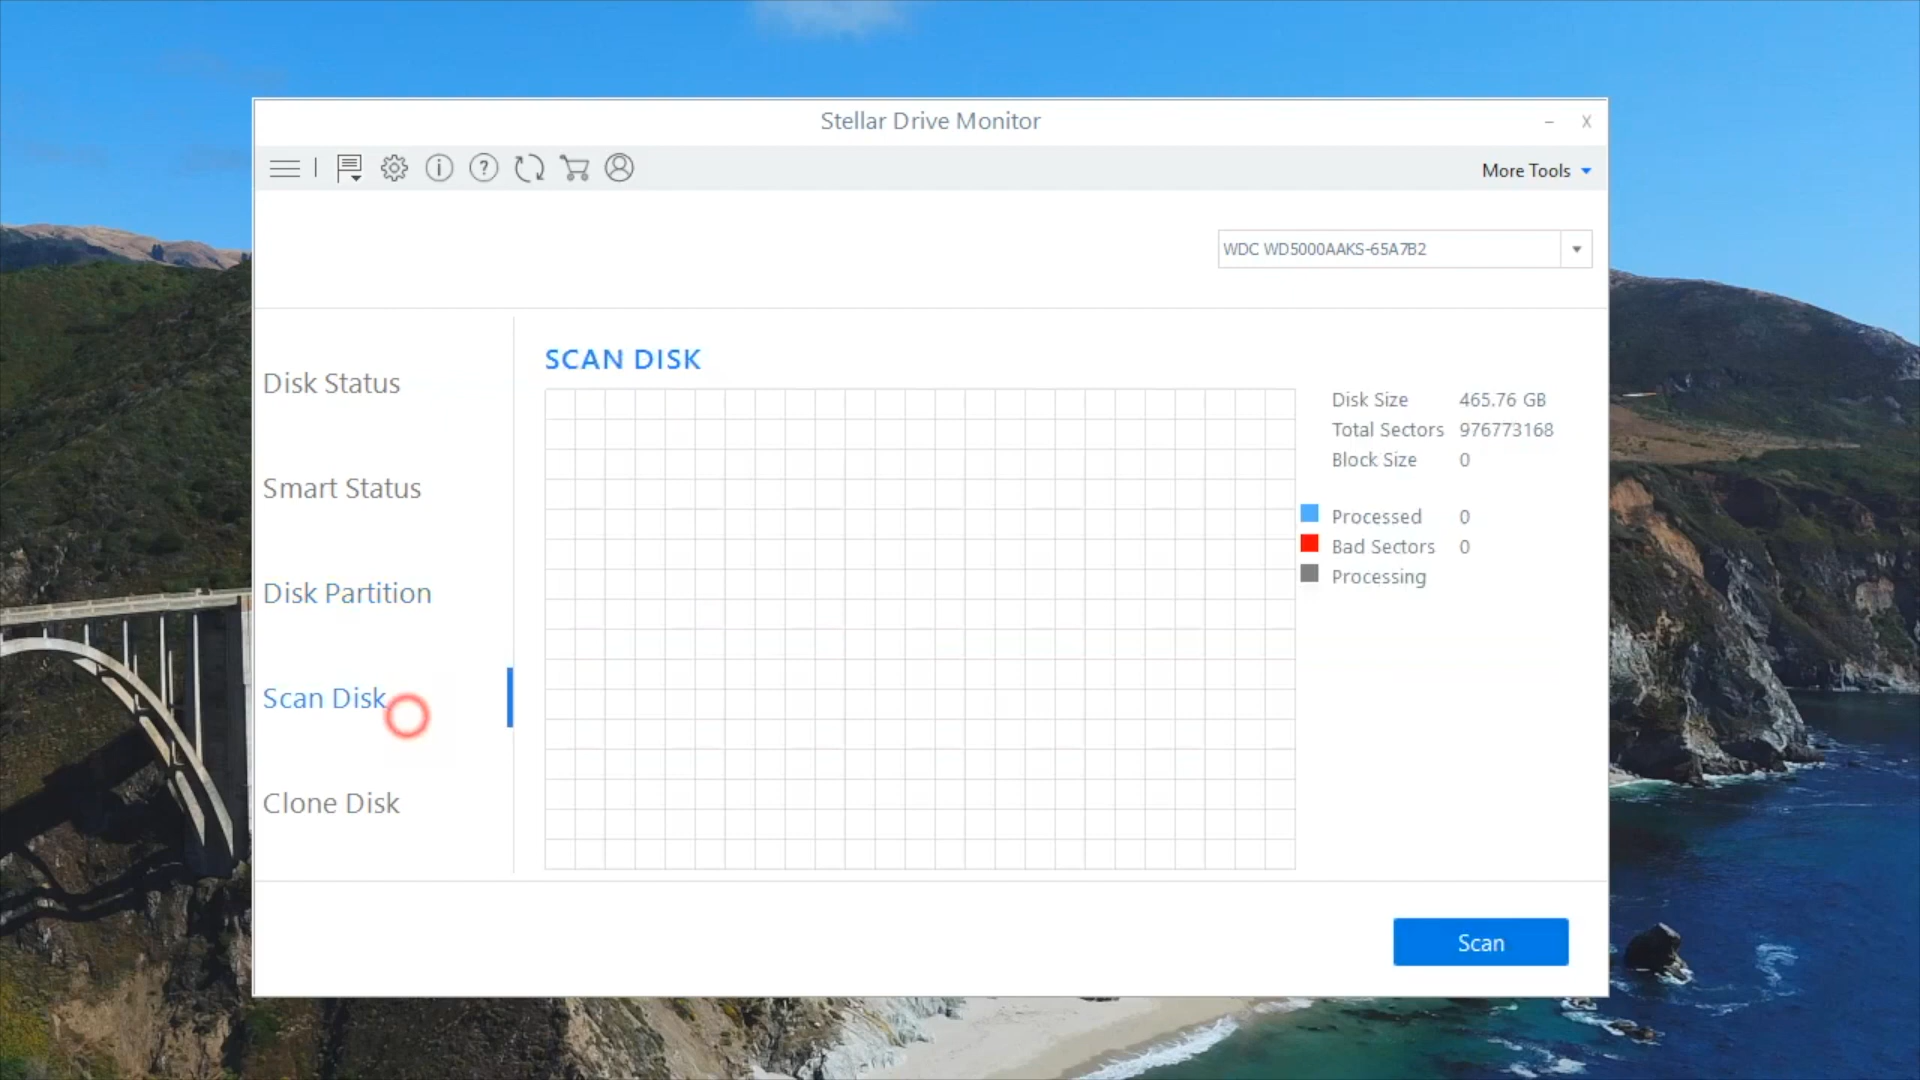 Stellar Drive Monitor
More Tools
WDC WD5000AAKS-65A7B2
Disk Status
Smart Status
Disk Partition
Scan Disk
Clone Disk
SCAN DISK
Disk Size 465.76 GB
Total Sectors 976773168
Block Size 0
Processed 0
Bad Sectors 0
Processing
Scan